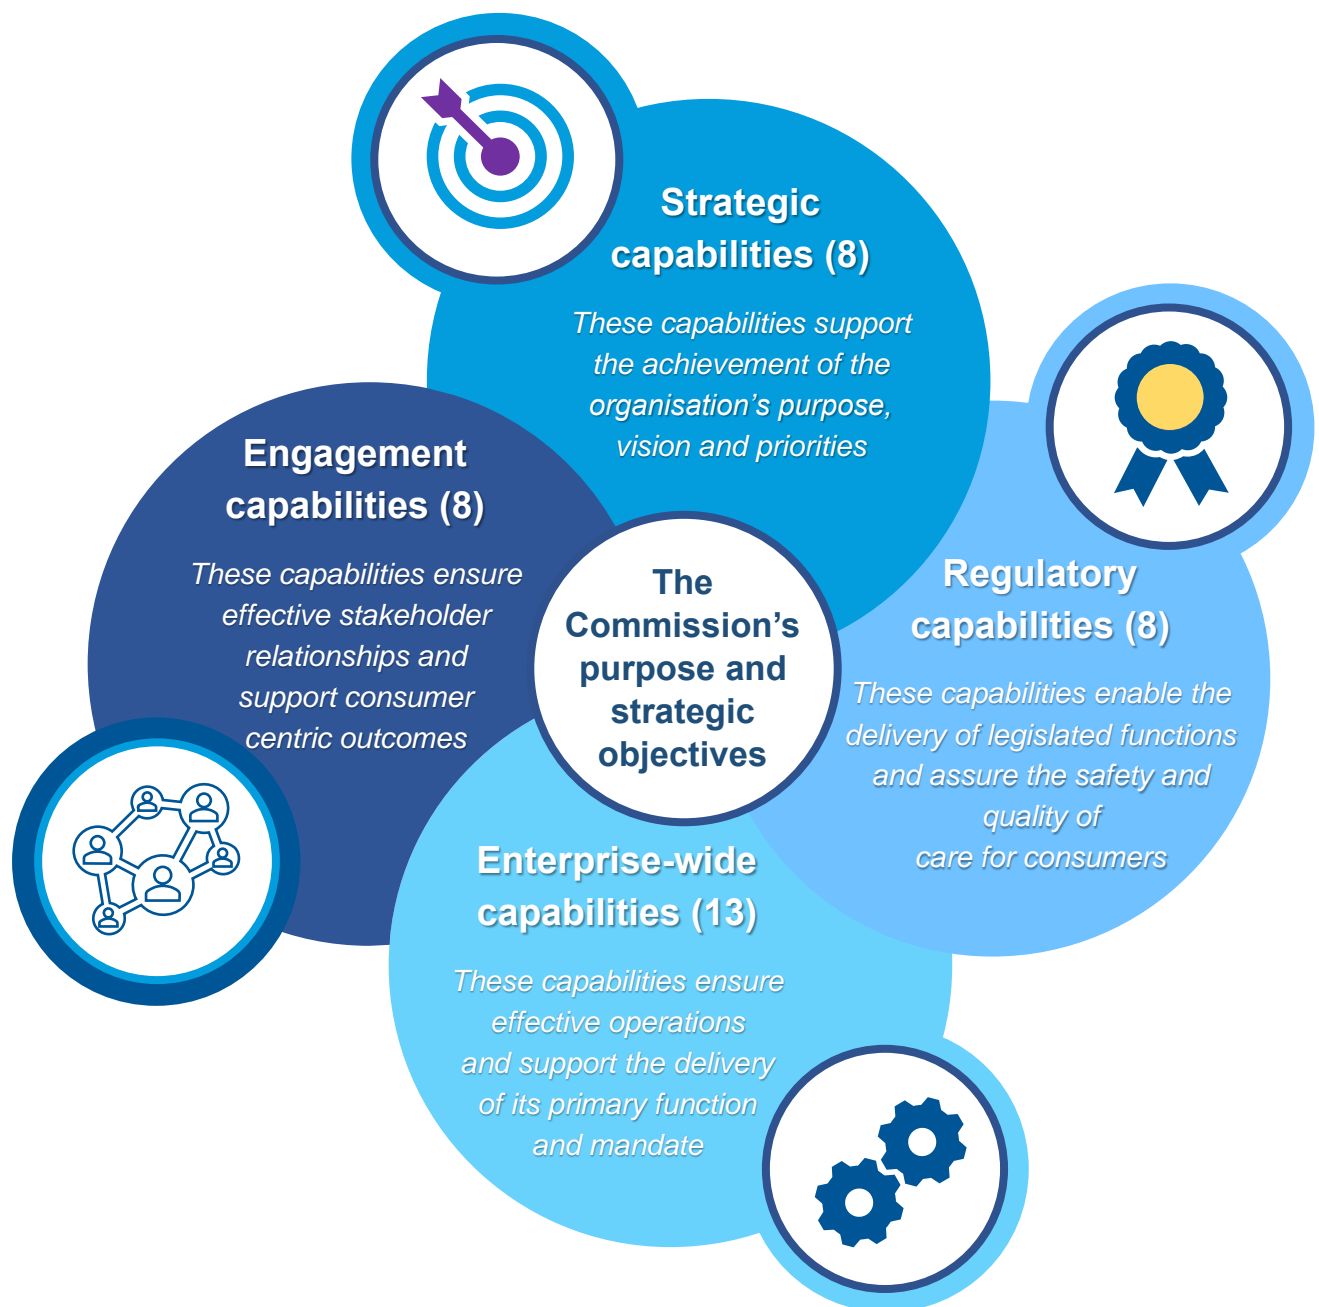 Strategic
capabilities (8)
These capabilities support
the achievement of the
organisation’s purpose,
vision and priorities
Engagement
capabilities (8)
These capabilities ensure
effective stakeholder
relationships and
support consumer
centric outcomes
The
Commission’s
purpose and
strategic
objectives
Regulatory
capabilities (8)
These capabilities enable the
delivery of legislated functions
and assure the safety and
quality of
care for consumers
Enterprise-wide
capabilities (13)
These capabilities ensure
effective operations
and support the delivery
of its primary function
and mandate